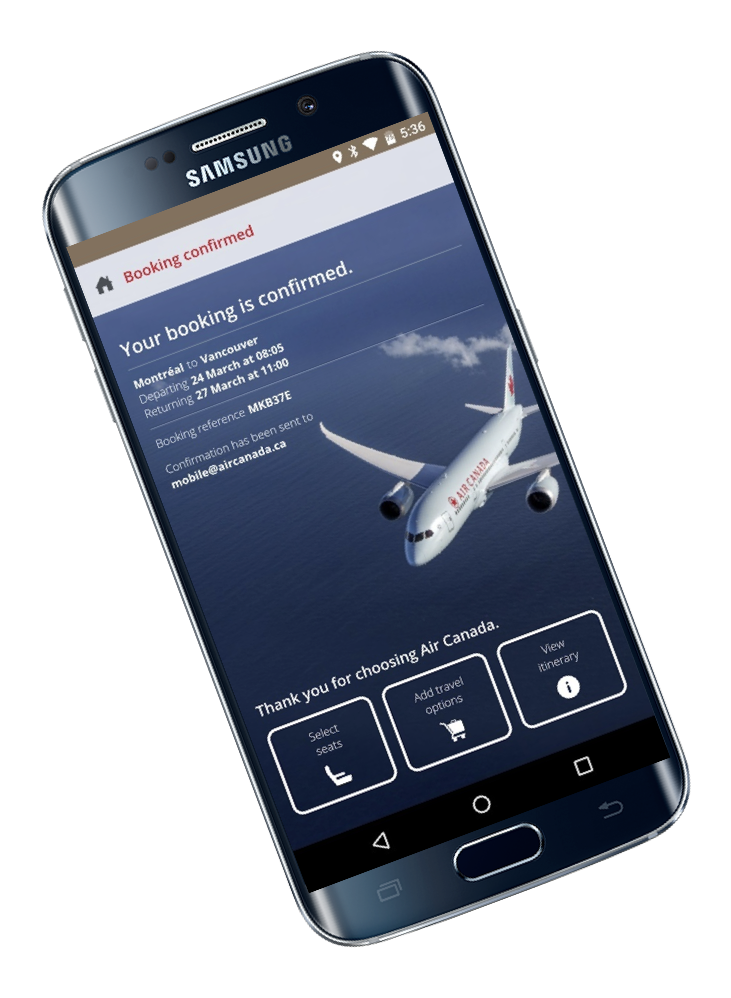 SAMSUNG
5:36
Booking confirmed
Your booking is confirmed.
Montréal to Vancouver
Departing 24 March at 08:05
Returning 27 March at 11:00
Booking reference MKB37E
Confirmation has been sent to
mobile@aircanada.ca
AIR CANADA
Thank you for choosing Air Canada.
Select
seats
Add travel
options
View
itinerary